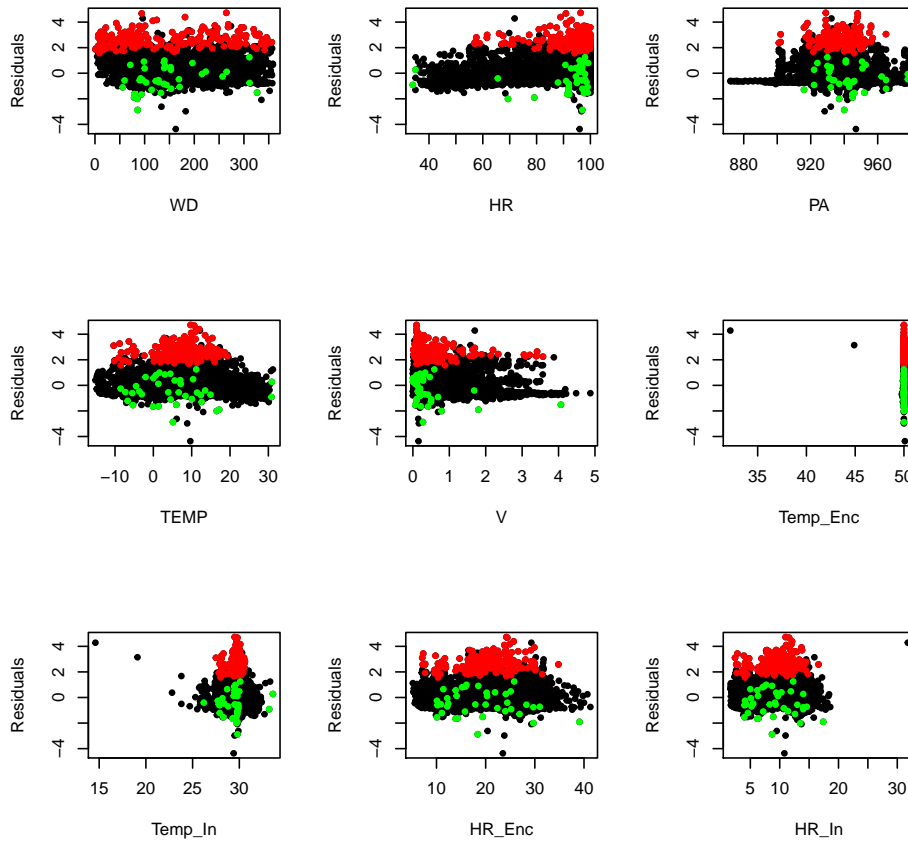 Residuals
4
2
0
−4
0 100 200 300
WD
Residuals
4
2
0
−4
40 60 80 100
HR
Residuals
4
2
0
−4
880 920 960
PA
Residuals
4
2
0
−4
−10 0 10 20 30
TEMP
Residuals
4
2
0
−4
0 1 2 3 4 5
V
Residuals
4
2
0
−4
35 45 50
Temp_Enc
Residuals
4
2
0
−4
15 20 25 30
Temp_In
Residuals
4
2
0
−4
10 20 30 40
HR_Enc
Residuals
4
2
0
−4
5 10 20 30
HR_In